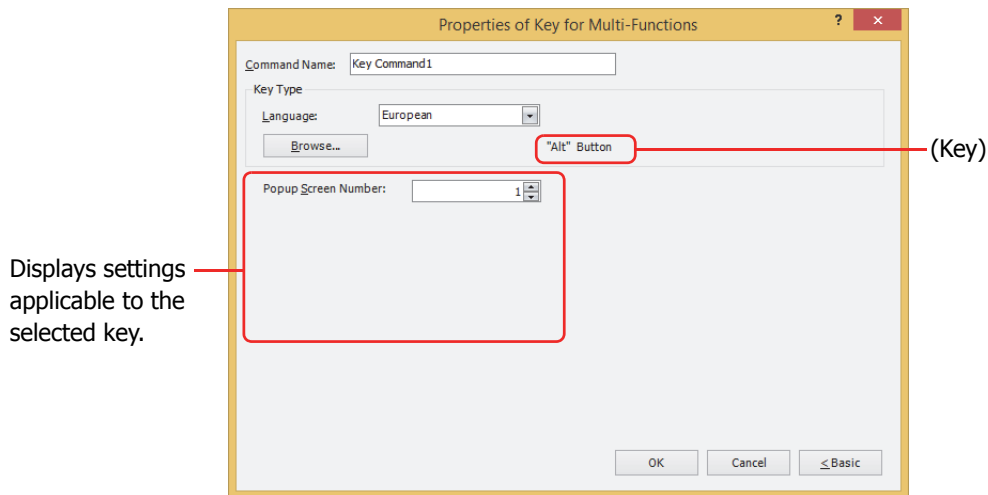 Properties of Key for Multi-Functions
?
×
Command Name: Key Command1
Key Type
Language: European
Browse... "Alt" Button
(Key)
Popup Screen Number: 1
Displays settings
applicable to the
selected key.
OK Cancel < Basic